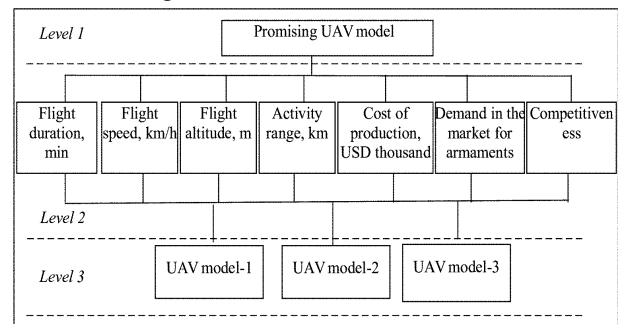 Level 1
Promising UAV model
Flight
duration,
min
Flight
speed, km/h
Flight
altitude, m
Activity
range, km
Cost of
production,
USD thousand
Demand in the
market for
armaments
Competitiven
ess
Level 2
UAV model-1
UAV model-2
UAV model-3
Level 3